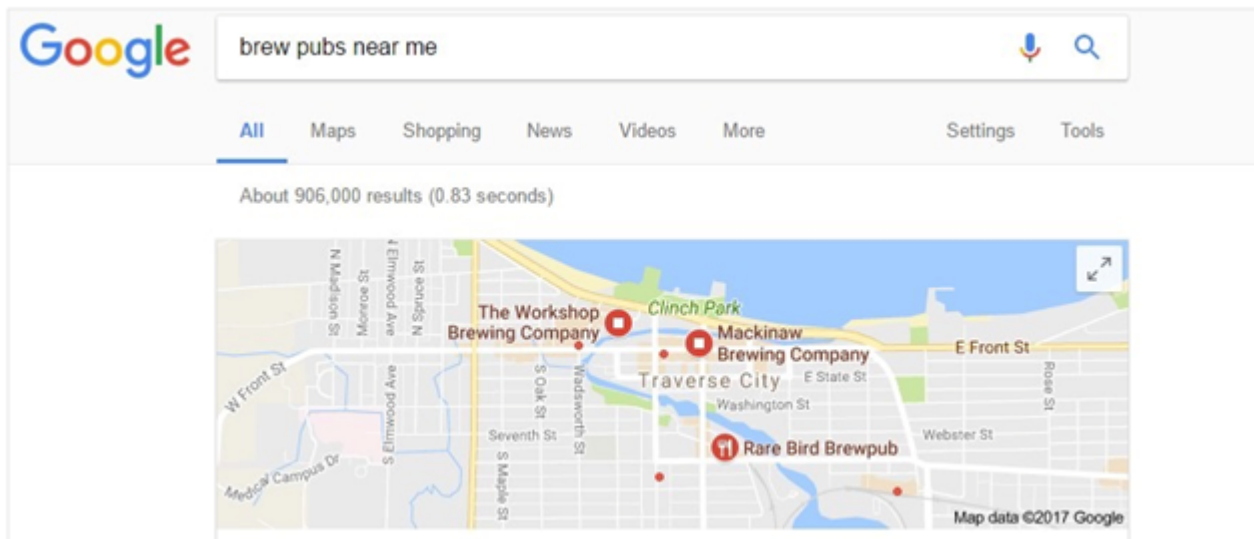 Google
brew pubs near me
All Maps Shopping News Videos More Settings Tools
About 906,000 results (0.83 seconds)
N Madison St
Monroe St
N Elmwood Ave
N Spruce St
The Workshop
Brewing Company
Clinch Park
Mackinaw
Brewing Company
E Front St
W Front St
S Elmwood Ave
S Oak St
Wadsworth St
Traverse City
E State St
Rose St
Washington St
Seventh St
Webster St
Rare Bird Brewpub
Medical Campus Dr
S Maple St
Map data ©2017 Google